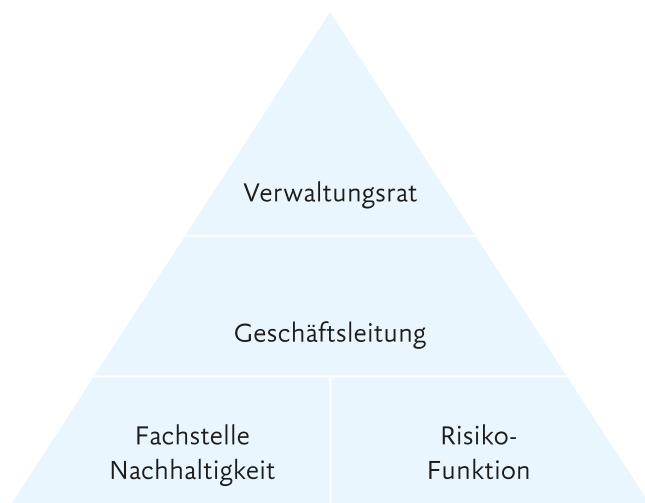 Verwaltungsrat
Geschäftsleitung
Fachstelle
Nachhaltigkeit
Risiko-
Funktion